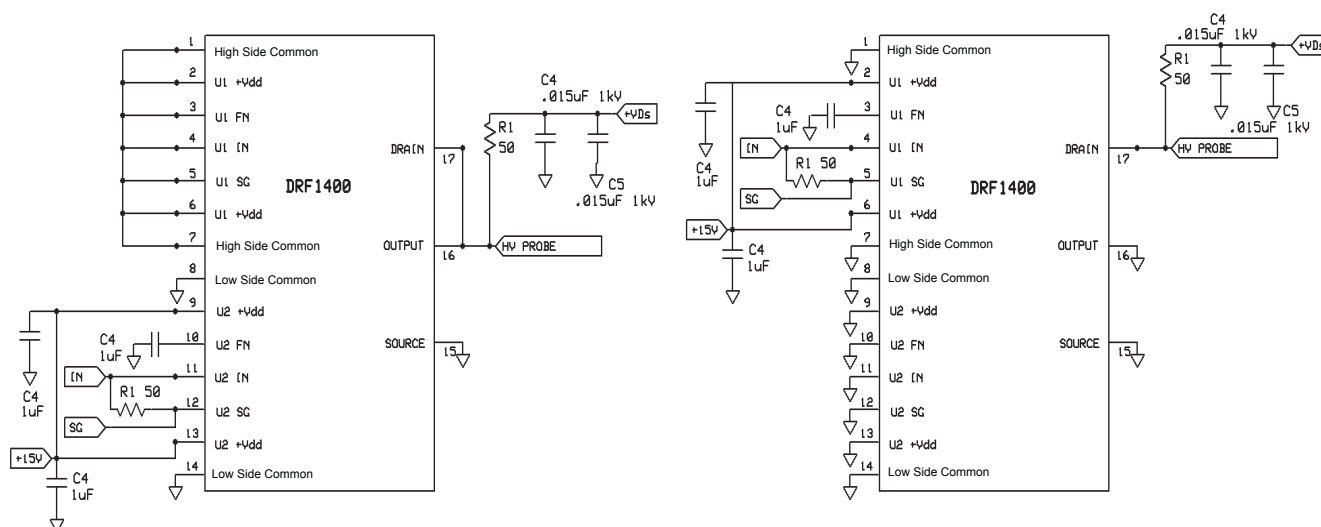 1 High Side Common
2 U1 +Vdd
3 U1 FN
4 U1 IN
5 U1 SG
6 U1 +Vdd
7 High Side Common
8 Low Side Common
9 U2 +Vdd
10 U2 FN
11 U2 IN
12 U2 SG
13 U2 +Vdd
14 Low Side Common
DRF1400
DRAIN
17
OUTPUT
16
SOURCE
15
R1
50
C4
.015uF 1kV
+VDs
C5
.015uF 1kV
HV PROBE
C4
1uF
C4
1uF
IN
R1 50
SG
+15V
C4
1uF
1 High Side Common
2 U1 +Vdd
3 U1 FN
4 U1 IN
5 U1 SG
6 U1 +Vdd
7 High Side Common
8 Low Side Common
9 U2 +Vdd
10 U2 FN
11 U2 IN
12 U2 SG
13 U2 +Vdd
14 Low Side Common
DRF1400
DRAIN
17
OUTPUT
16
SOURCE
15
C4
.015uF 1kV
+VDs
R1
50
C5
.015uF 1kV
HV PROBE
C4
1uF
C4
1uF
IN
R1 50
SG
+15V
C4
1uF